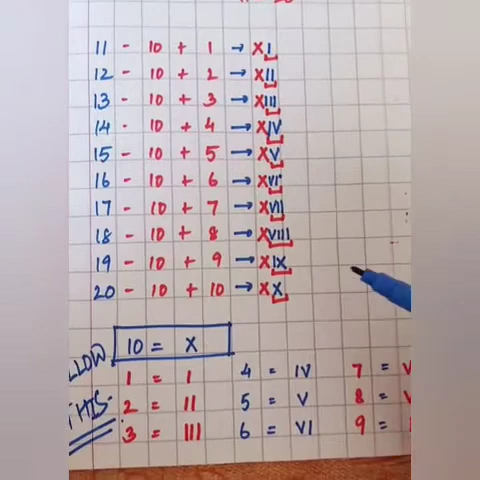 11 - 10 + 1 → XI
12 - 10 + 2 → XII
13 - 10 + 3 → XIII
14 - 10 + 4 → XIV
15 - 10 + 5 → XV
16 - 10 + 6 → XVI
17 - 10 + 7 → XVII
18 - 10 + 8 → XVIII
19 - 10 + 9 → XIX
20 - 10 + 10 → XX
10 = X
THIS
1 = I 4 = IV 7 =
2 = II 5 = V 8 =
3 = III 6 = VI 9 =